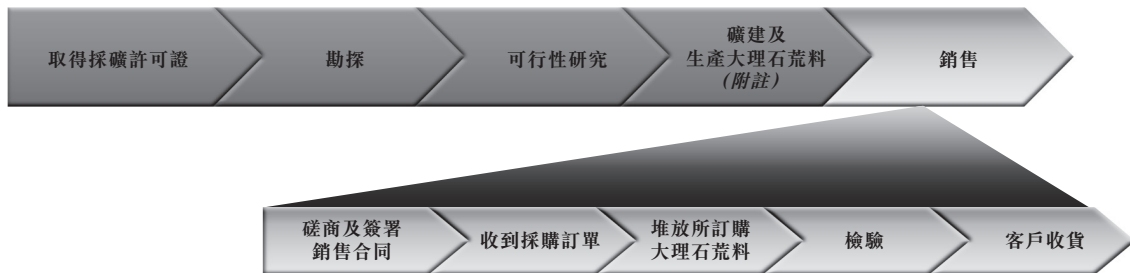 取得採礦許可證
勘探
可行性研究
礦建及
生產大理石荒料
(附註)
銷售
磋商及簽署
銷售合同
收到採購訂單
堆放所訂購
大理石荒料
檢驗
客戶收貨